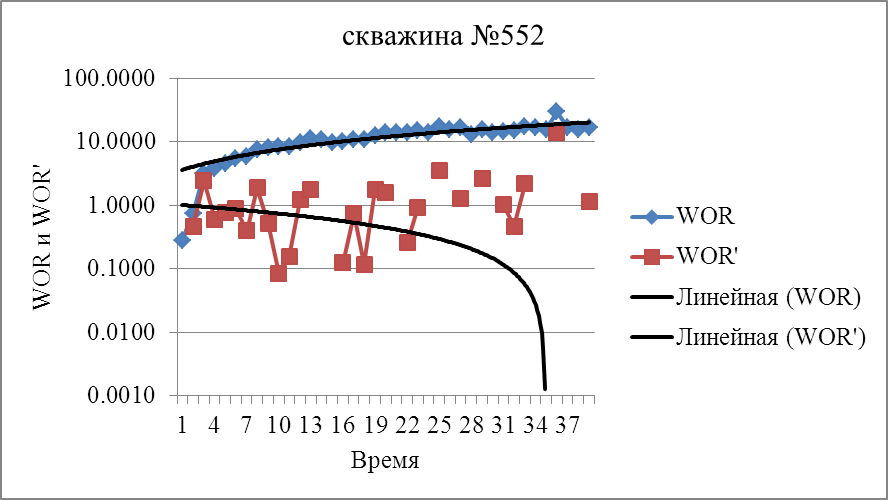 скважина №552
WOR и WOR'
100.0000
10.0000
1.0000
0.1000
0.0100
0.0010
1 4 7 10 13 16 19 22 25 28 31 34 37
Время
WOR
WOR'
Линейная (WOR)
Линейная (WOR')